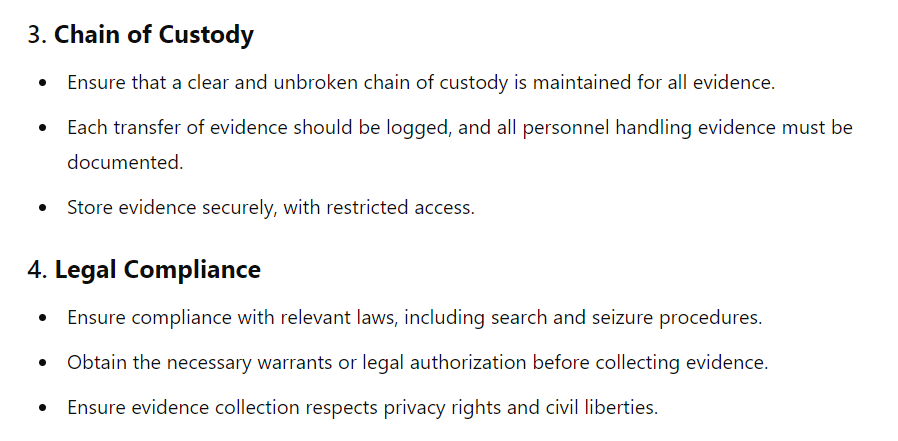 3. Chain of Custody
• Ensure that a clear and unbroken chain of custody is maintained for all evidence.
• Each transfer of evidence should be logged, and all personnel handling evidence must be
documented.
• Store evidence securely, with restricted access.
4. Legal Compliance
• Ensure compliance with relevant laws, including search and seizure procedures.
• Obtain the necessary warrants or legal authorization before collecting evidence.
• Ensure evidence collection respects privacy rights and civil liberties.